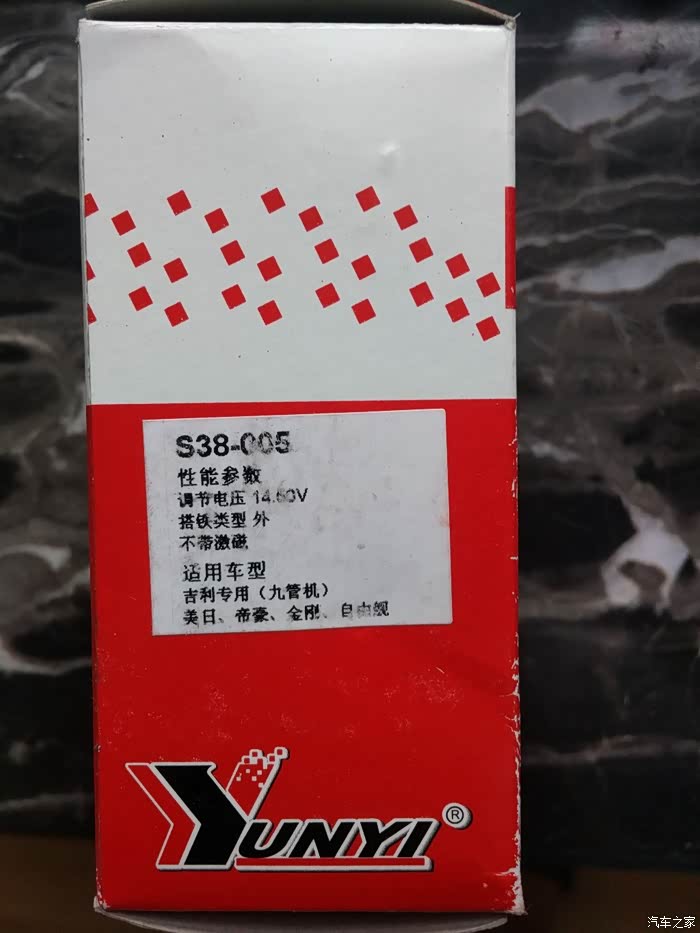 S38-005
性能参数
调节电压 14.50V
搭铁类型 外
不带激磁
适用车型
吉利专用（九管机）
美日、帝豪、金刚、自由舰
YUNYI®
汽车之家